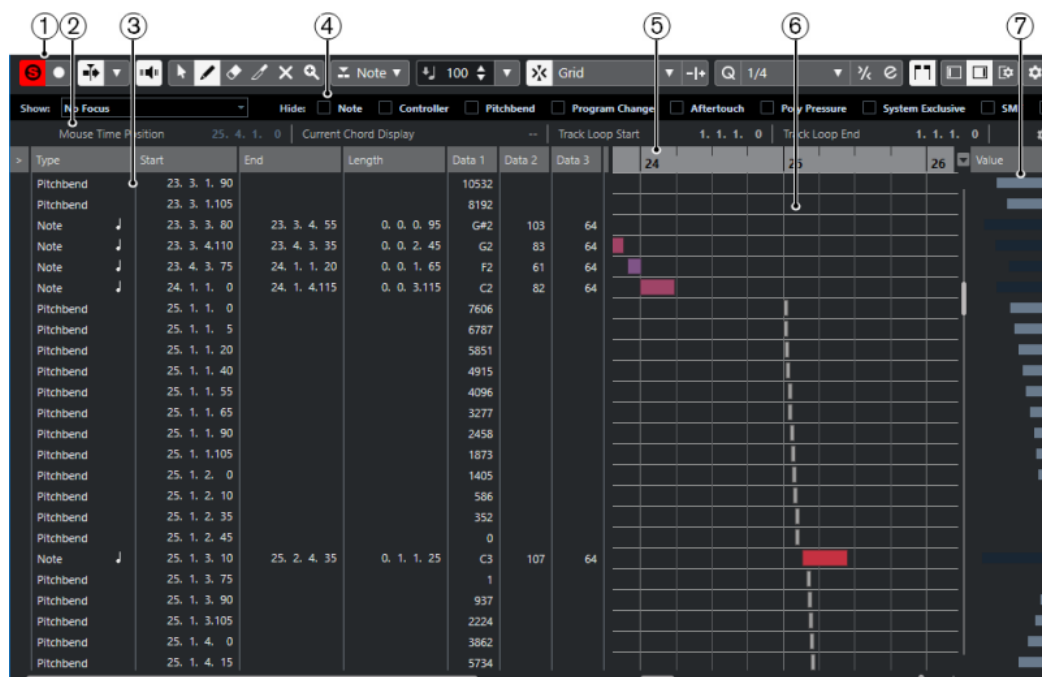 1 2 3 4 5 6 7
S Note 100 Grid Q 1/4
Show: No Focus Hide: Note Controller Pitchbend Program Change Aftertouch Poly Pressure System Exclusive SM
Mouse Time Position 25. 4. 1. 0 Current Chord Display -- Track Loop Start 1. 1. 1. 0 Track Loop End 1. 1. 1. 0
> Type Start End Length Data 1 Data 2 Data 3 24 25 26 Value
Pitchbend 23. 3. 1. 90 10532
Pitchbend 23. 3. 1.105 8192
Note 23. 3. 3. 80 23. 3. 4. 55 0. 0. 0. 95 G#2 103 64
Note 23. 3. 4.110 23. 4. 3. 35 0. 0. 2. 45 G2 83 64
Note 23. 4. 3. 75 24. 1. 1. 20 0. 0. 1. 65 F2 61 64
Note 24. 1. 1. 0 24. 1. 4.115 0. 0. 3.115 C2 82 64
Pitchbend 25. 1. 1. 0 7606
Pitchbend 25. 1. 1. 5 6787
Pitchbend 25. 1. 1. 20 5851
Pitchbend 25. 1. 1. 40 4915
Pitchbend 25. 1. 1. 55 4096
Pitchbend 25. 1. 1. 65 3277
Pitchbend 25. 1. 1. 90 2458
Pitchbend 25. 1. 1.105 1873
Pitchbend 25. 1. 2. 0 1405
Pitchbend 25. 1. 2. 10 586
Pitchbend 25. 1. 2. 35 352
Pitchbend 25. 1. 2. 45 0
Note 25. 1. 3. 10 25. 2. 4. 35 0. 1. 1. 25 C3 107 64
Pitchbend 25. 1. 3. 75 1
Pitchbend 25. 1. 3. 90 937
Pitchbend 25. 1. 3.105 2224
Pitchbend 25. 1. 4. 0 3862
Pitchbend 25. 1. 4. 15 5734